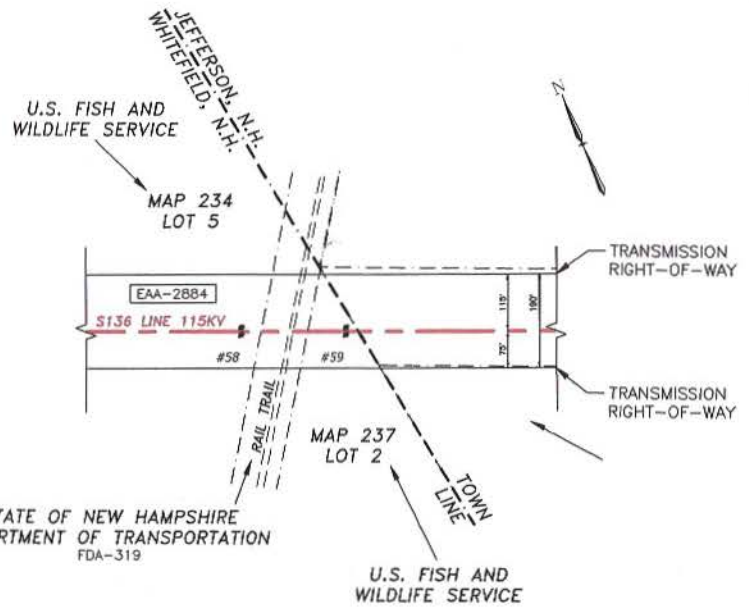 JEFFERSON, N.H.
WHITEFIELD, N.H.
U.S. FISH AND
WILDLIFE SERVICE
N
MAP 234
LOT 5
TRANSMISSION
RIGHT-OF-WAY
EAA-2884
S136 LINE 115KV
115'
190'
75'
#58
#59
RAIL TRAIL
TRANSMISSION
RIGHT-OF-WAY
MAP 237
LOT 2
TOWN
LINE
TATE OF NEW HAMPSHIRE
RTMENT OF TRANSPORTATION
FDA-319
U.S. FISH AND
WILDLIFE SERVICE